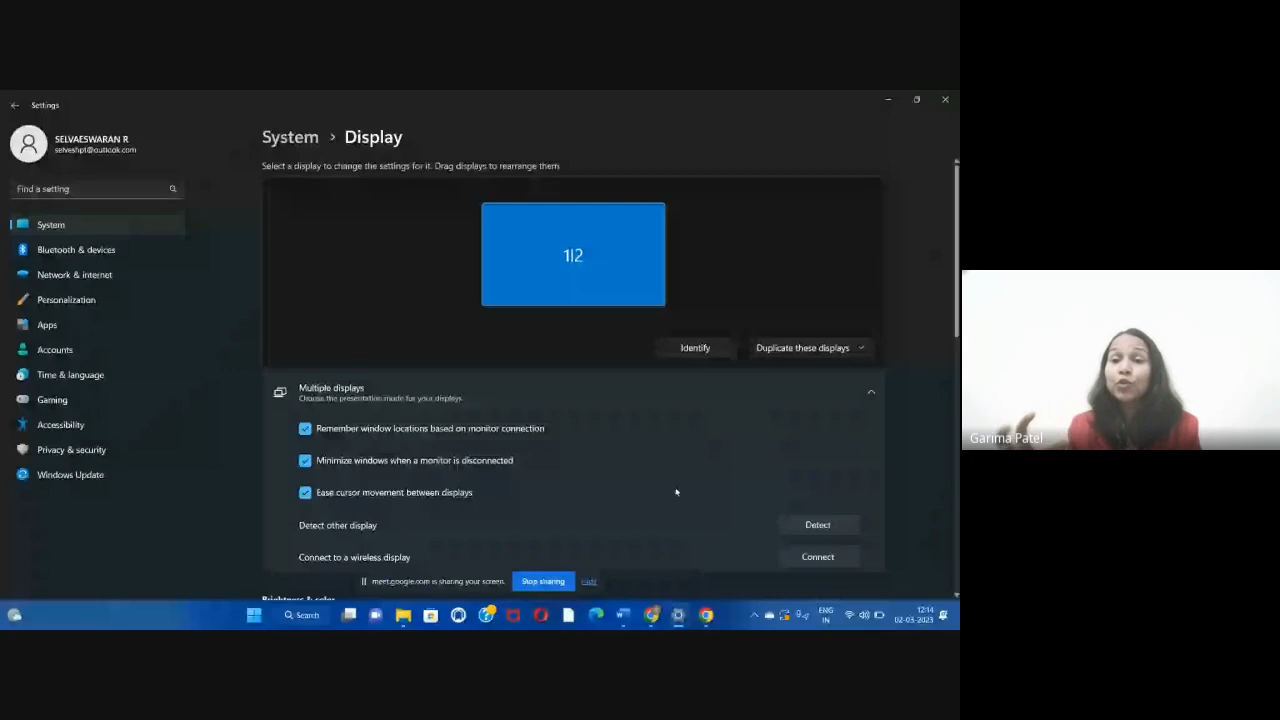 Settings
SELVAESWARAN R
selveshpt@outlook.com
Find a setting
System
Bluetooth & devices
Network & internet
Personalization
Apps
Accounts
Time & language
Gaming
Accessibility
Privacy & security
Windows Update
System > Display
Select a display to change the settings for it. Drag displays to rearrange them
1|2
Identify
Duplicate these displays
Multiple displays
Choose the presentation mode for your displays.
Remember window locations based on monitor connection
Minimize windows when a monitor is disconnected
Ease cursor movement between displays
Detect other display
Detect
Connect to a wireless display
Connect
meet.google.com is sharing your screen.
Stop sharing
Hide
Brightness & color
Search
ENG
IN
12:14
02-03-2023
Garima Patel